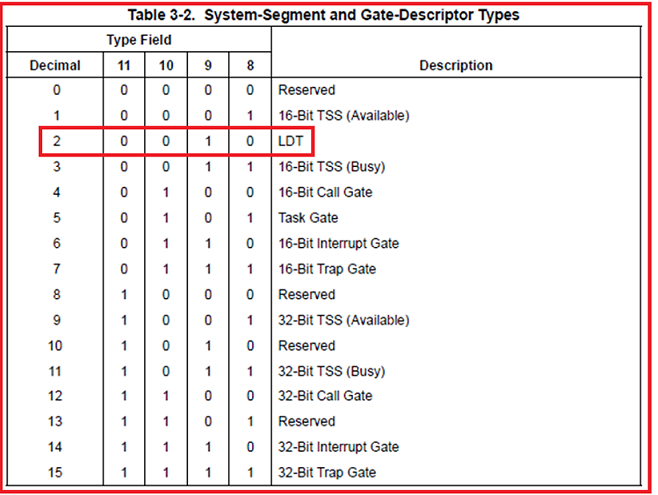 Table 3-2. System-Segment and Gate-Descriptor Types
Type Field
Decimal 11 10 9 8 Description
0 0 0 0 0 Reserved
1 0 0 0 1 16-Bit TSS (Available)
2 0 0 1 0 LDT
3 0 0 1 1 16-Bit TSS (Busy)
4 0 1 0 0 16-Bit Call Gate
5 0 1 0 1 Task Gate
6 0 1 1 0 16-Bit Interrupt Gate
7 0 1 1 1 16-Bit Trap Gate
8 1 0 0 0 Reserved
9 1 0 0 1 32-Bit TSS (Available)
10 1 0 1 0 Reserved
11 1 0 1 1 32-Bit TSS (Busy)
12 1 1 0 0 32-Bit Call Gate
13 1 1 0 1 Reserved
14 1 1 1 0 32-Bit Interrupt Gate
15 1 1 1 1 32-Bit Trap Gate